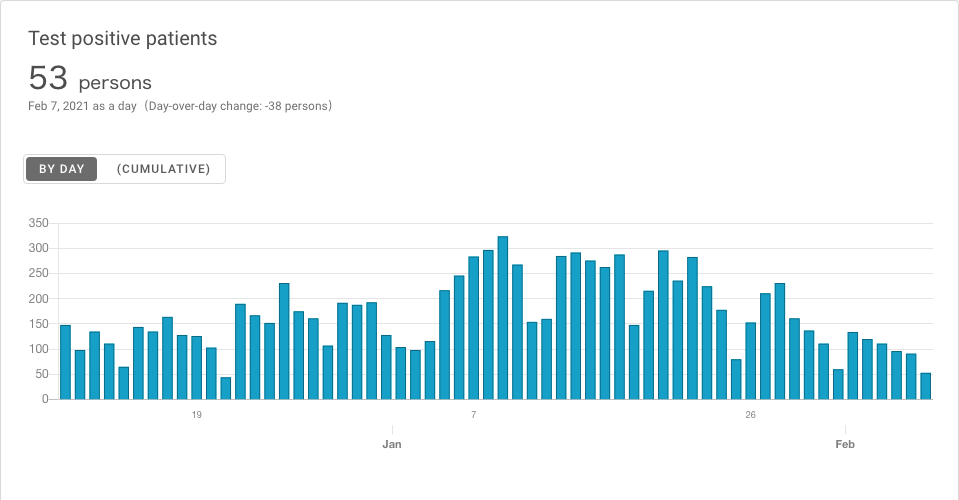 Test positive patients
53 persons
Feb 7, 2021 as a day (Day-over-day change: -38 persons)
BY DAY (CUMULATIVE)
350
300
250
200
150
100
50
0
19 7 26
Jan Feb